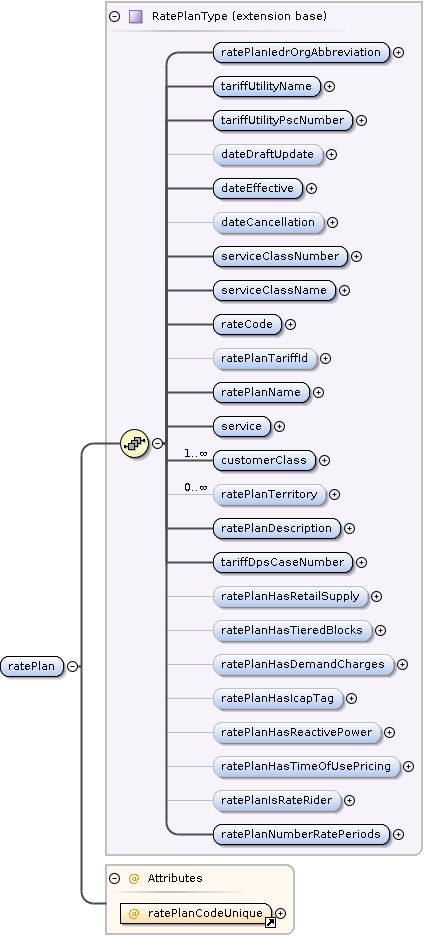 RatePlanType (extension base)
ratePlanIedrOrgAbbreviation
tariffUtilityName
tariffUtilityPscNumber
dateDraftUpdate
dateEffective
dateCancellation
serviceClassNumber
serviceClassName
rateCode
ratePlanTariffId
ratePlanName
service
1..∞ customerClass
0..∞ ratePlanTerritory
ratePlanDescription
tariffDpsCaseNumber
ratePlanHasRetailSupply
ratePlanHasTieredBlocks
ratePlan
ratePlanHasDemandCharges
ratePlanHasIcapTag
ratePlanHasReactivePower
ratePlanHasTimeOfUsePricing
ratePlanIsRateRider
ratePlanNumberRatePeriods
@ Attributes
@ ratePlanCodeUnique